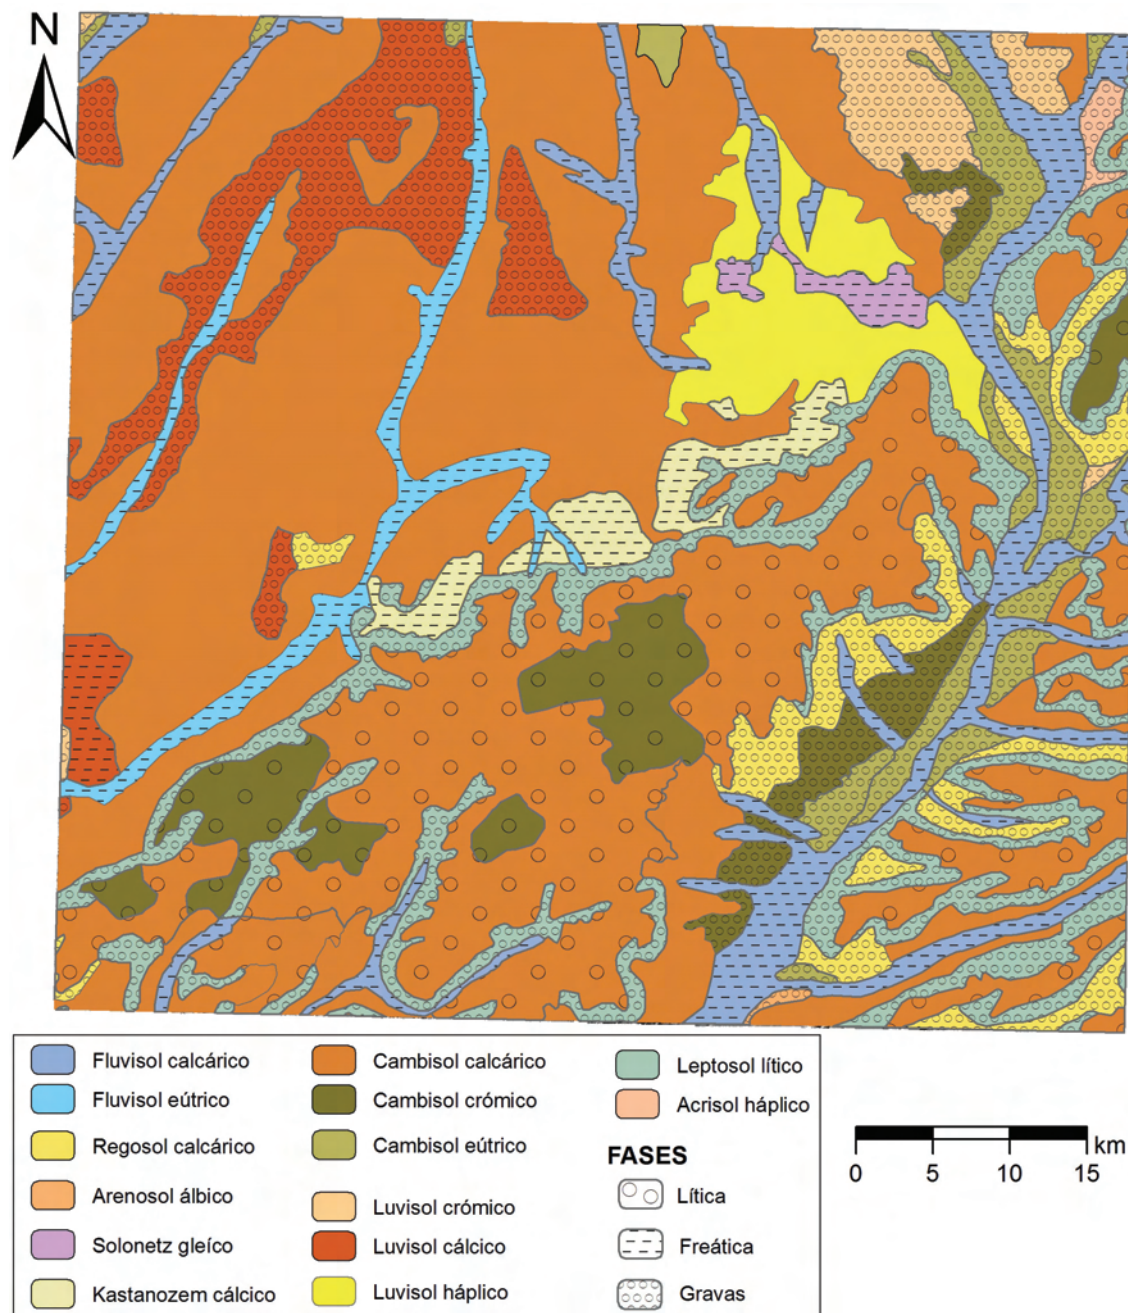 N
Fluvisol calcárico
Fluvisol eútrico
Regosol calcárico
Arenosol álbico
Solonetz gleíco
Kastanozem cálcico
Cambisol calcárico
Cambisol crómico
Cambisol eútrico
Luvisol crómico
Luvisol cálcico
Luvisol háplico
Leptosol lítico
Acrisol háplico
FASES
Lítica
Freática
Gravas
km
0 5 10 15